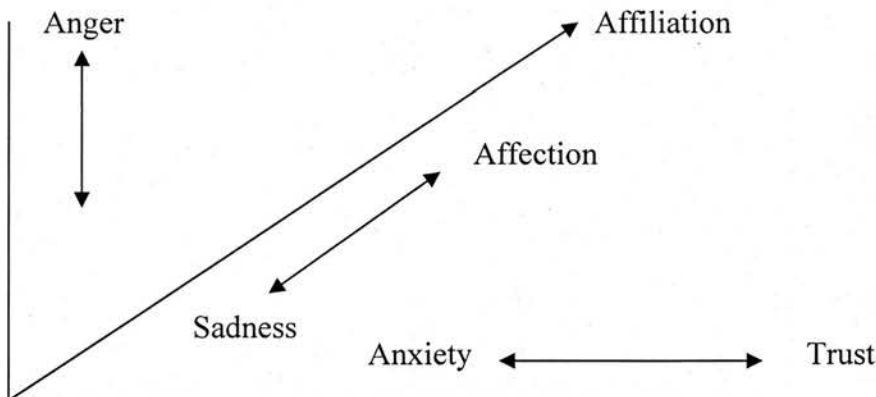 Anger
Affiliation
Affection
Sadness
Anxiety
Trust